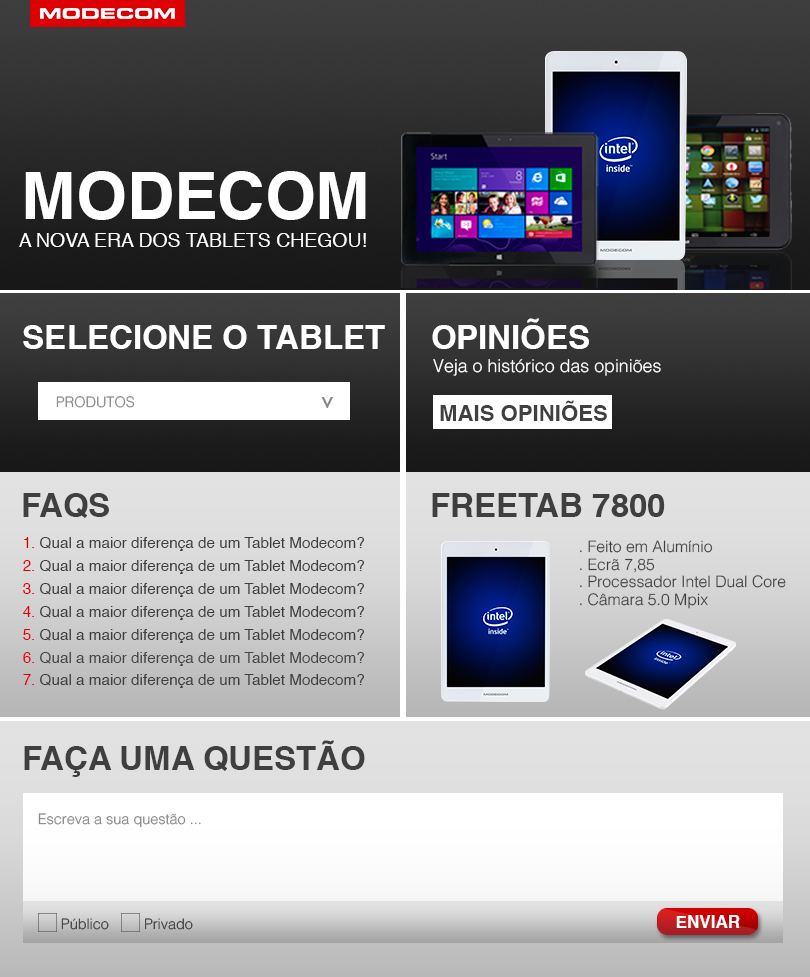 MODECOM
intel
inside™
Start
8
MODECOM
MODECOM
A NOVA ERA DOS TABLETS CHEGOU!
SELECIONE O TABLET
PRODUTOS V
OPINIÕES
Veja o histórico das opiniões
MAIS OPINIÕES
FAQS
1. Qual a maior diferença de um Tablet Modecom?
2. Qual a maior diferença de um Tablet Modecom?
3. Qual a maior diferença de um Tablet Modecom?
4. Qual a maior diferença de um Tablet Modecom?
5. Qual a maior diferença de um Tablet Modecom?
6. Qual a maior diferença de um Tablet Modecom?
7. Qual a maior diferença de um Tablet Modecom?
FREETAB 7800
. Feito em Alumínio
. Ecrã 7,85
. Processador Intel Dual Core
. Câmara 5.0 Mpix
intel
inside™
MODECOM
intel
inside
FAÇA UMA QUESTÃO
Escreva a sua questão ...
Público Privado
ENVIAR